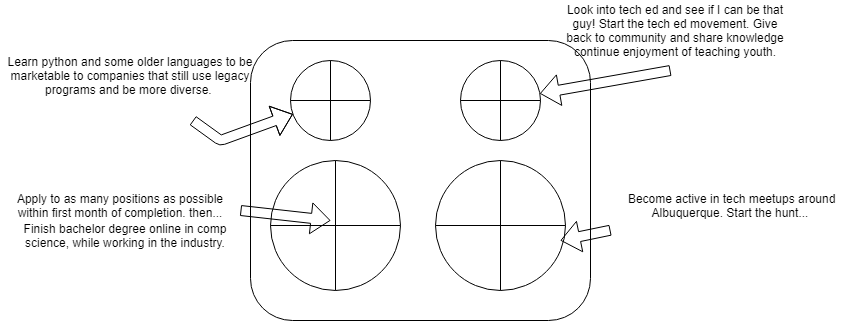 Look into tech ed and see if I can be that
guy! Start the tech ed movement. Give
back to community and share knowledge
continue enjoyment of teaching youth.
Learn python and some older languages to be
marketable to companies that still use legacy
programs and be more diverse.
Apply to as many positions as possible
within first month of completion. then...
Finish bachelor degree online in comp
science, while working in the industry.
Become active in tech meetups around
Albuquerque. Start the hunt...